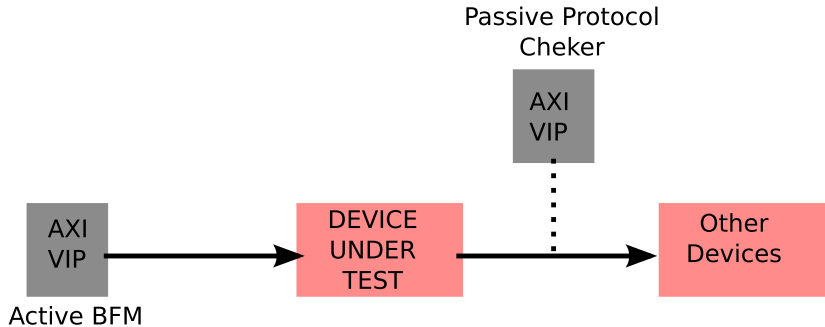 Passive Protocol
Cheker
AXI
VIP
AXI
VIP
Active BFM
DEVICE
UNDER
TEST
Other
Devices